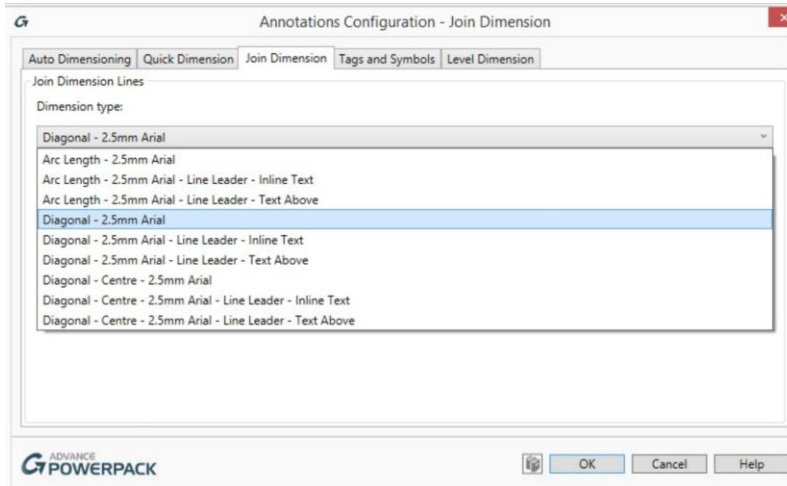 Annotations Configuration - Join Dimension
Auto Dimensioning Quick Dimension Join Dimension Tags and Symbols Level Dimension
Join Dimension Lines
Dimension type:
Diagonal - 2.5mm Arial
Arc Length - 2.5mm Arial
Arc Length - 2.5mm Arial - Line Leader - Inline Text
Arc Length - 2.5mm Arial - Line Leader - Text Above
Diagonal - 2.5mm Arial
Diagonal - 2.5mm Arial - Line Leader - Inline Text
Diagonal - 2.5mm Arial - Line Leader - Text Above
Diagonal - Centre - 2.5mm Arial
Diagonal - Centre - 2.5mm Arial - Line Leader - Inline Text
Diagonal - Centre - 2.5mm Arial - Line Leader - Text Above
ADVANCE
POWERPACK
OK Cancel Help